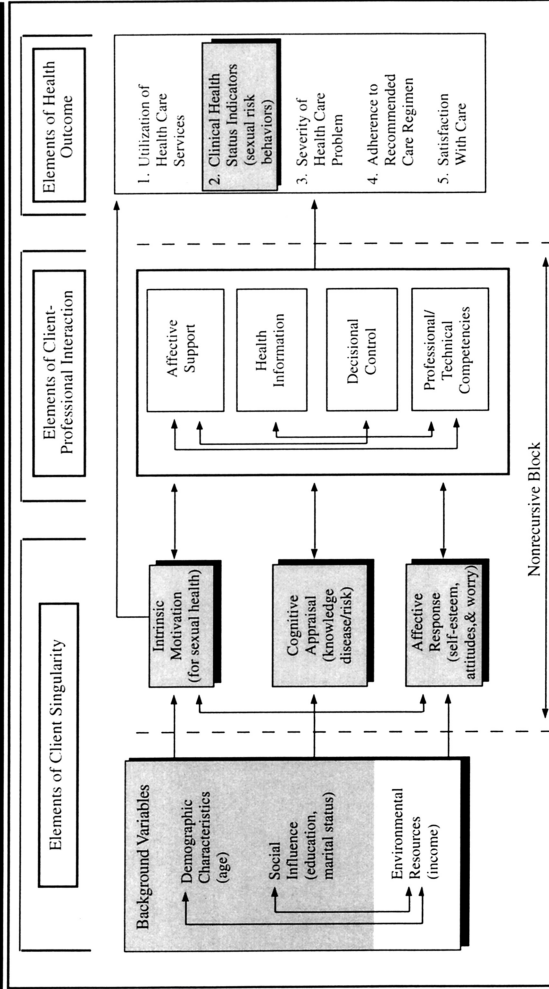 Elements of Client Singularity
Elements of Client-
Professional Interaction
Elements of Health
Outcome
Background Variables
Demographic
Characteristics
(age)
Social
Influence
(education,
marital status)
Environmental
Resources
(income)
Intrinsic
Motivation
(for sexual health)
Cognitive
Appraisal
(knowledge
disease/risk)
Affective
Response
(self-esteem,
attitudes,& worry)
Affective
Support
Health
Information
Decisional
Control
Professional/
Technical
Competencies
1. Utilization of
Health Care
Services
2. Clinical Health
Status Indicators
(sexual risk
behaviors)
3. Severity of
Health Care
Problem
4. Adherence to
Recommended
Care Regimen
5. Satisfaction
With Care
Nonrecursive Block